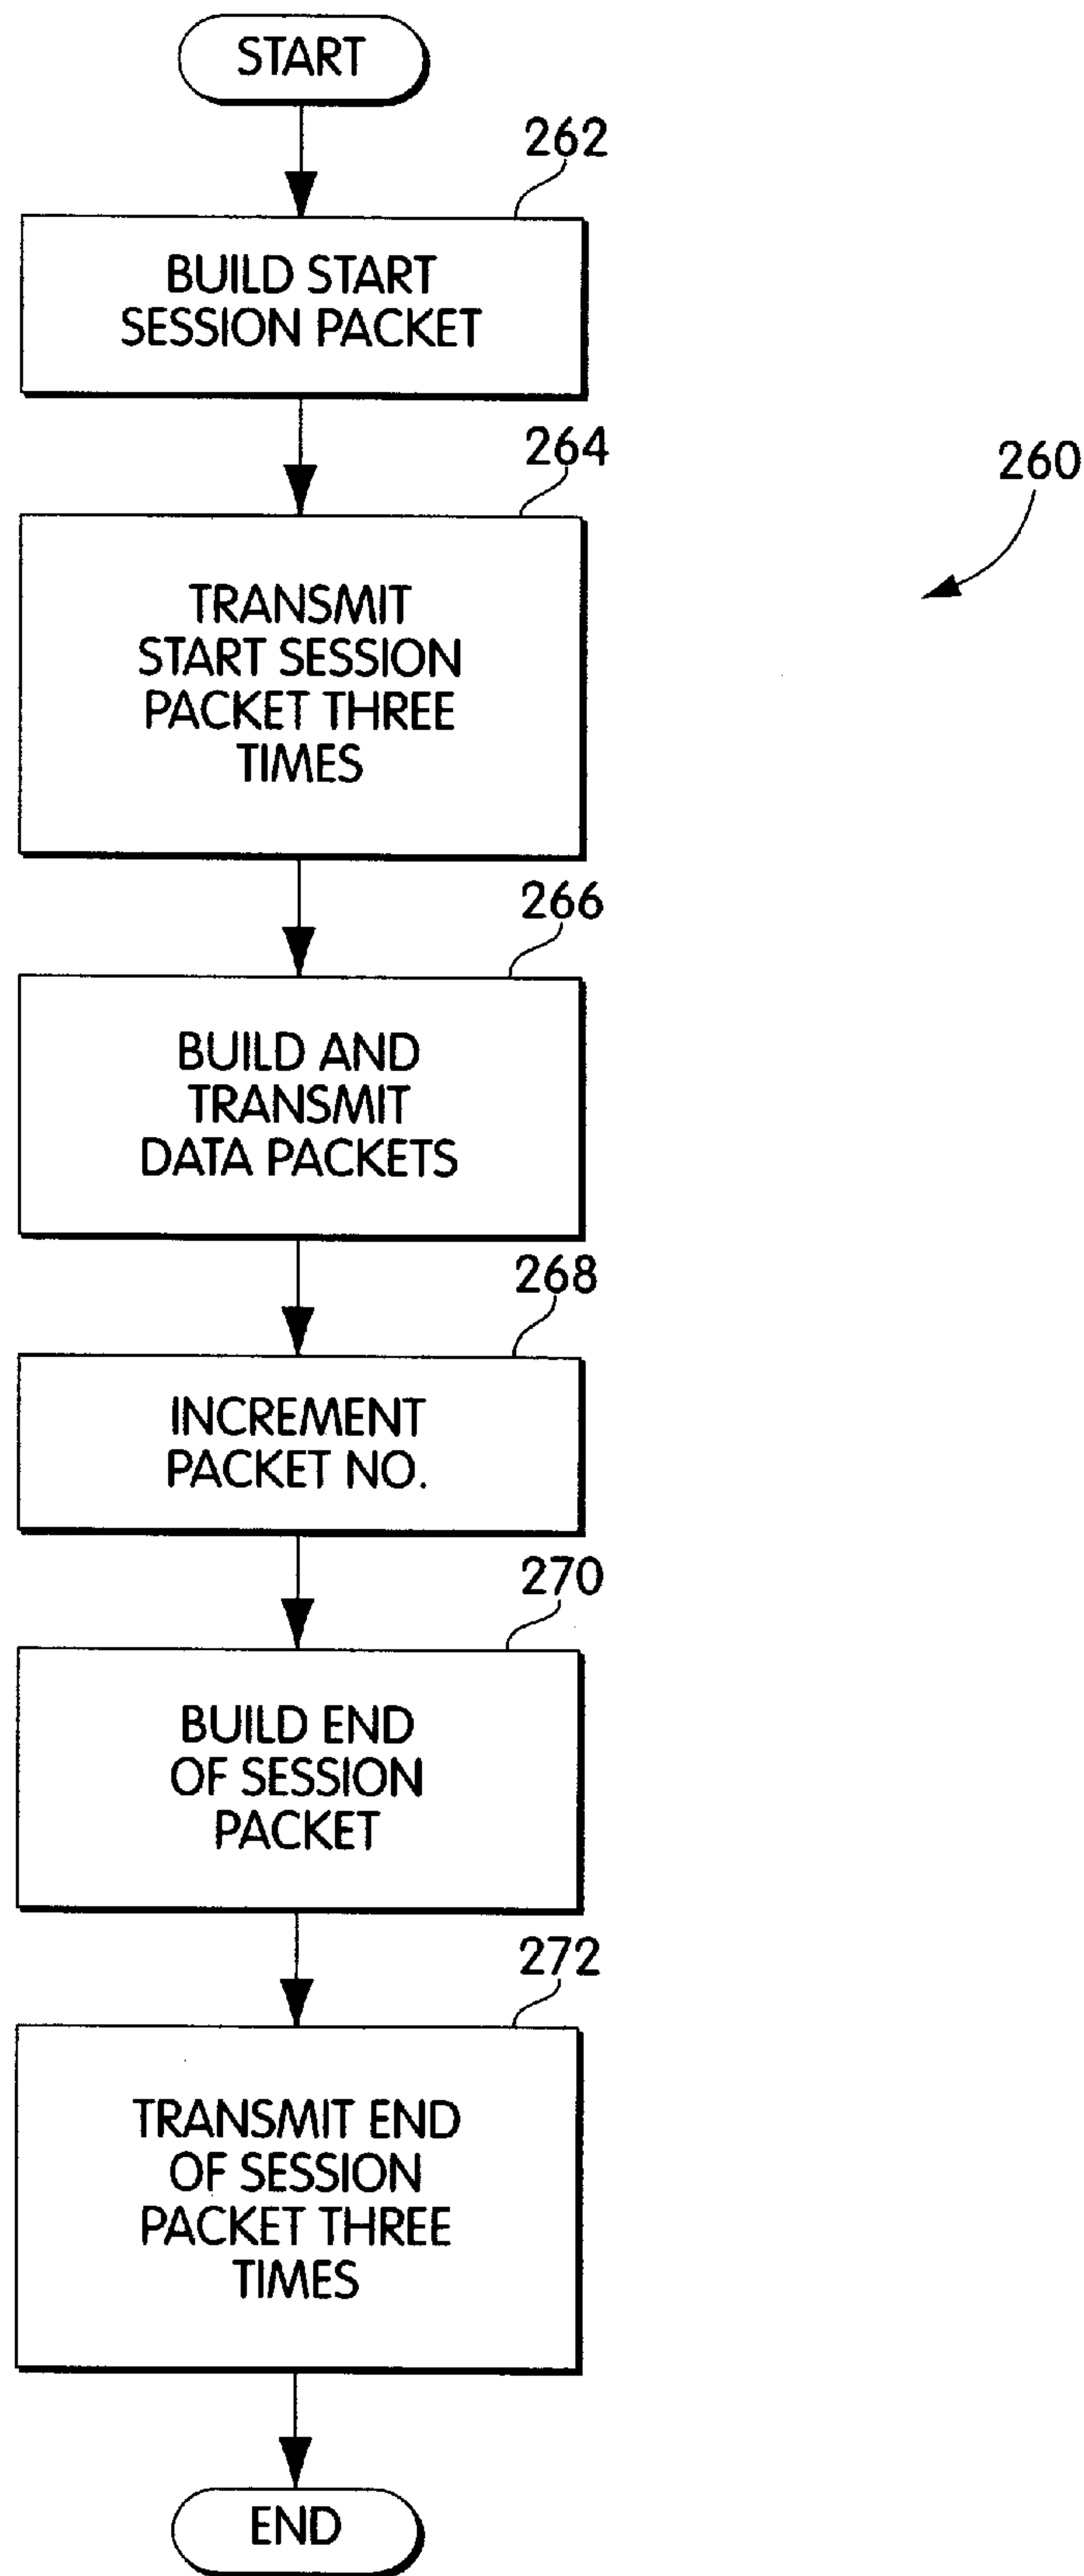 START
262
BUILD START
SESSION PACKET
264
260
TRANSMIT
START SESSION
PACKET THREE
TIMES
266
BUILD AND
TRANSMIT
DATA PACKETS
268
INCREMENT
PACKET NO.
270
BUILD END
OF SESSION
PACKET
272
TRANSMIT END
OF SESSION
PACKET THREE
TIMES
END